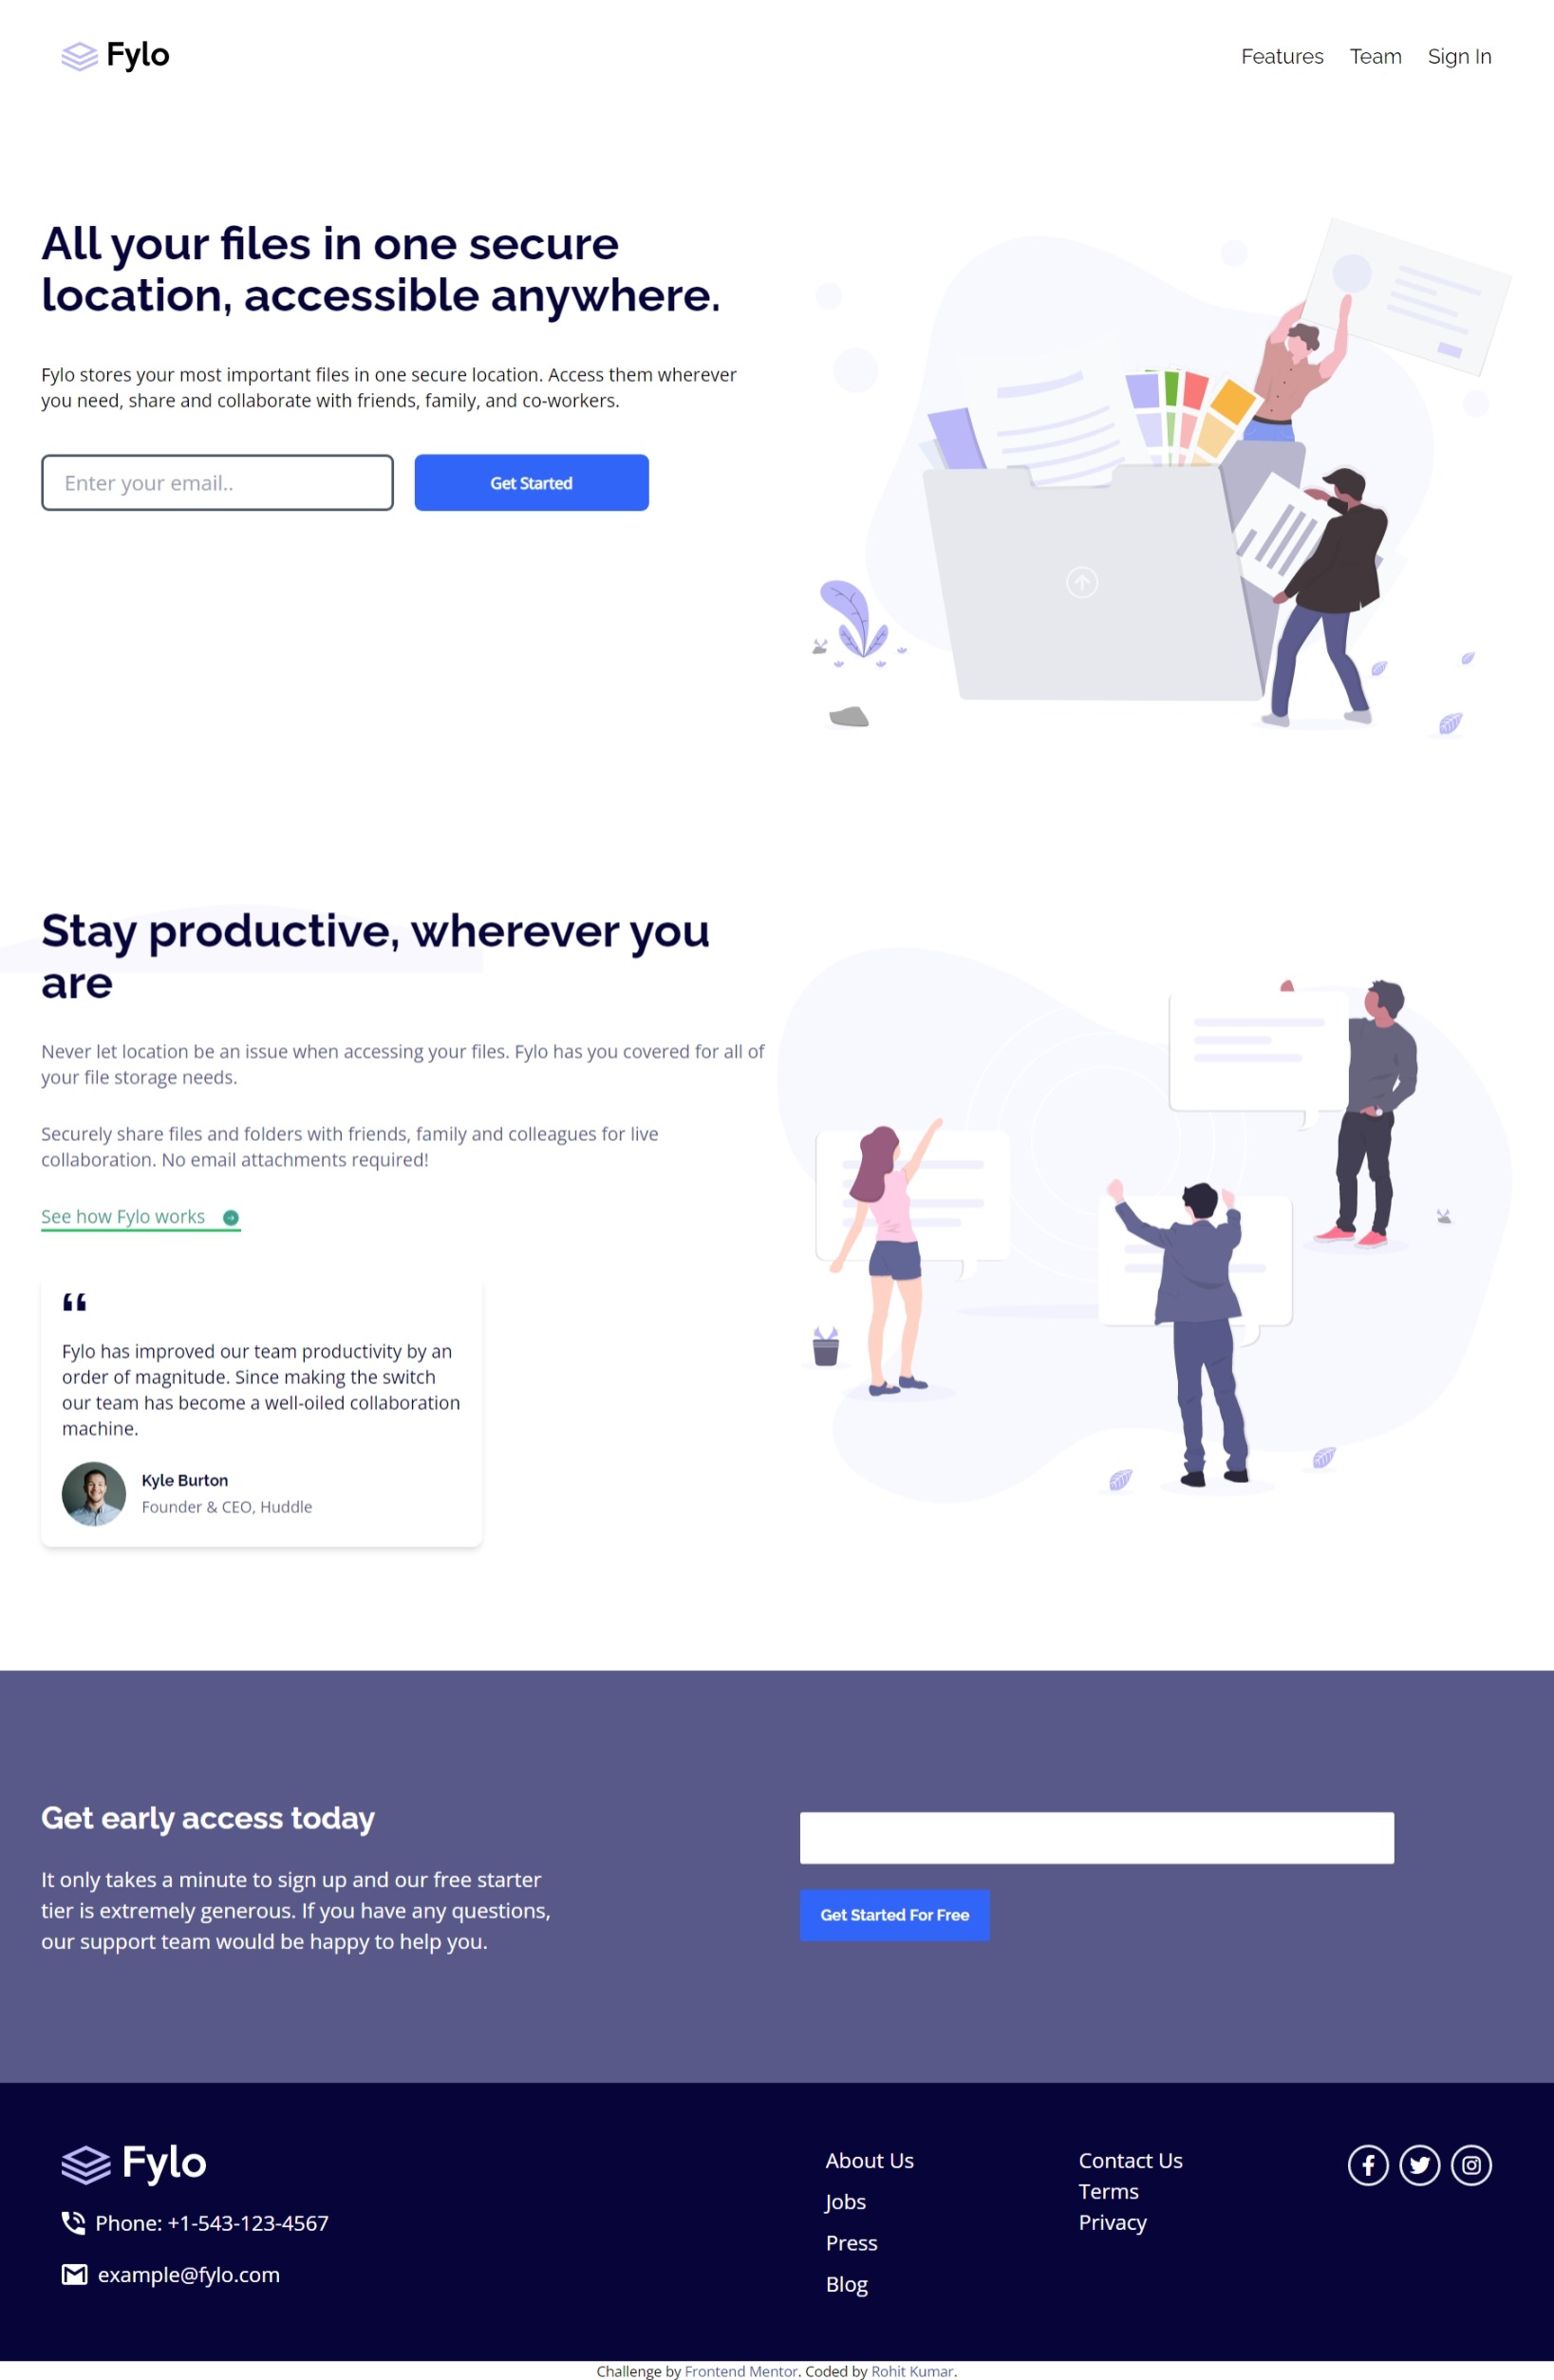 Fylo
Features Team Sign In
All your files in one secure
location, accessible anywhere.
Fylo stores your most important files in one secure location. Access them wherever
you need, share and collaborate with friends, family, and co-workers.
Enter your email..
Get Started
Stay productive, wherever you
are
Never let location be an issue when accessing your files. Fylo has you covered for all of
your file storage needs.
Securely share files and folders with friends, family and colleagues for live
collaboration. No email attachments required!
See how Fylo works
“
Fylo has improved our team productivity by an
order of magnitude. Since making the switch
our team has become a well-oiled collaboration
machine.
Kyle Burton
Founder & CEO, Huddle
Get early access today
It only takes a minute to sign up and our free starter
tier is extremely generous. If you have any questions,
our support team would be happy to help you.
Get Started For Free
Fylo
Phone: +1-543-123-4567
example@fylo.com
About Us
Jobs
Press
Blog
Contact Us
Terms
Privacy
Challenge by Frontend Mentor. Coded by Rohit Kumar.